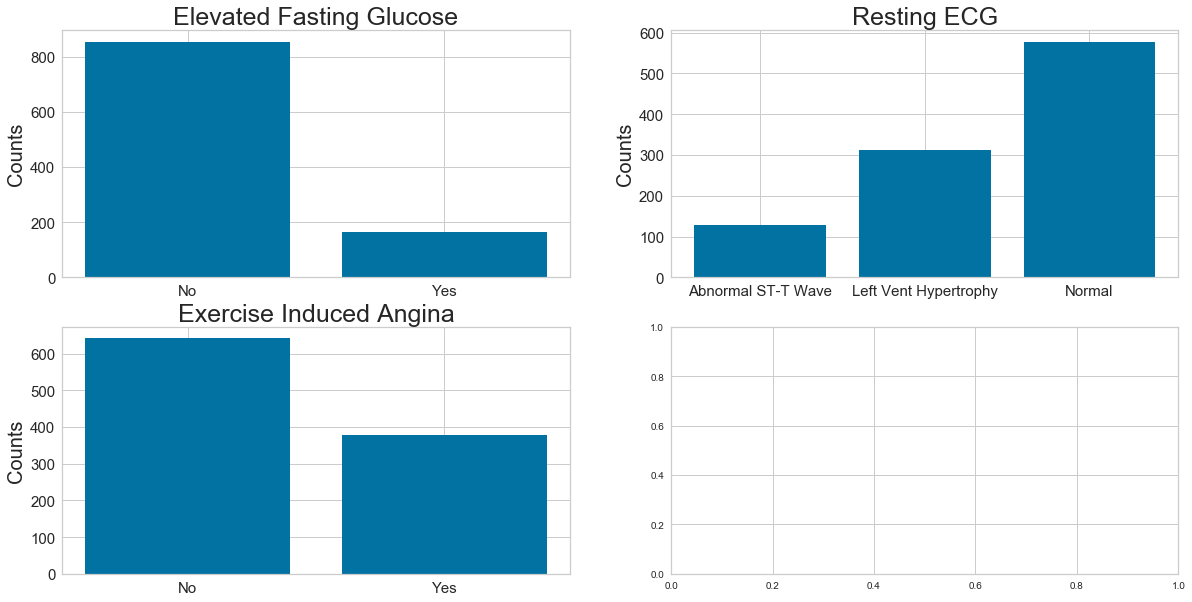 Elevated Fasting Glucose
Counts
800
600
400
200
0
No Yes
Resting ECG
Counts
600
500
400
300
200
100
0
Abnormal ST-T Wave Left Vent Hypertrophy Normal
Exercise Induced Angina
Counts
600
500
400
300
200
100
0
No Yes
1.0
0.8
0.6
0.4
0.2
0.0
0.0 0.2 0.4 0.6 0.8 1.0